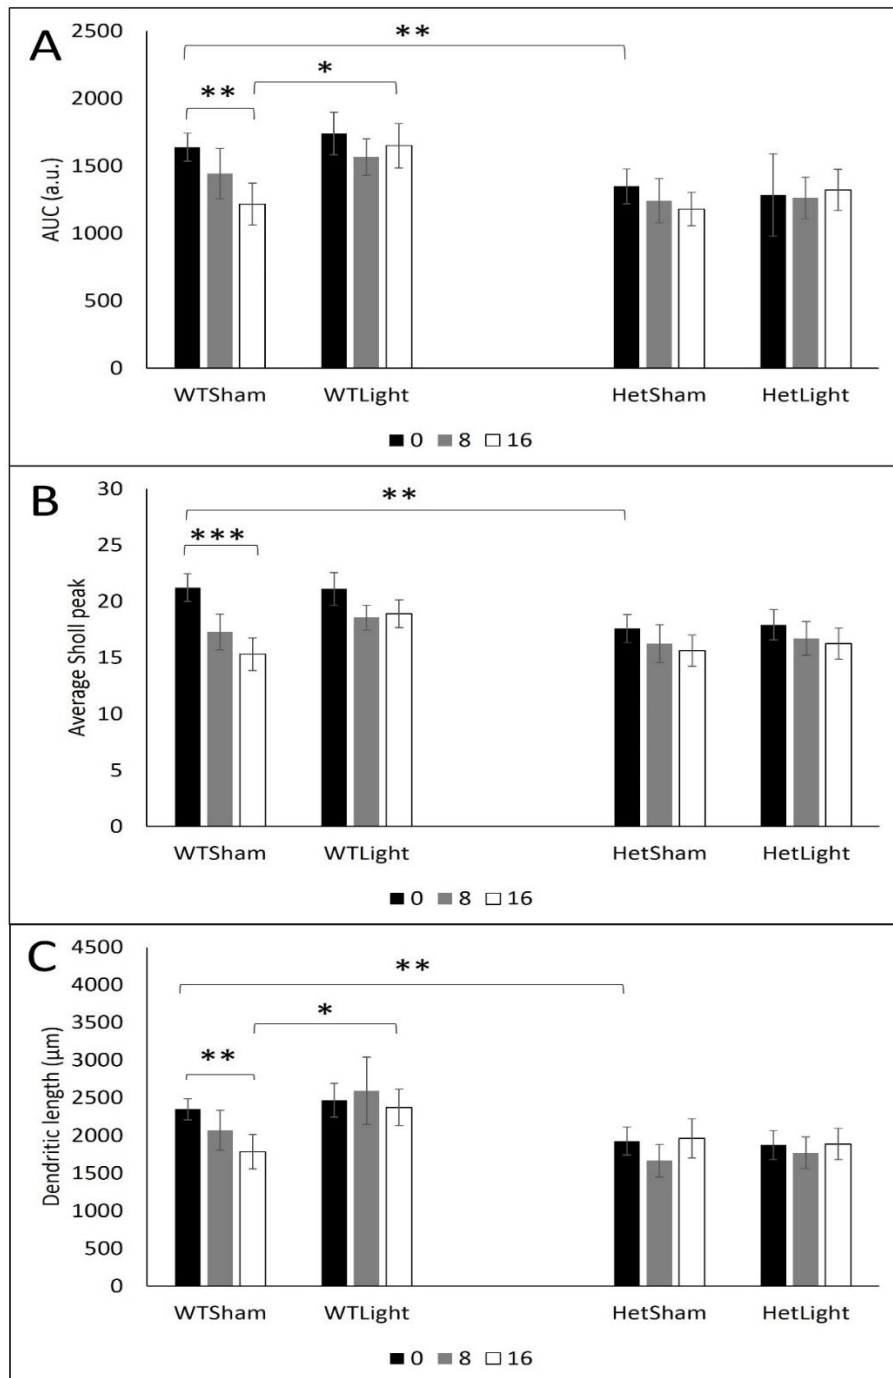 A
AUC (a.u.)
2500
2000
1500
1000
500
0
**
**
*
WTSham WTLight HetSham HetLight
0 8 16
B
Average Sholl peak
30
25
20
15
10
5
0
**
***
WTSham WTLight HetSham HetLight
0 8 16
C
Dendritic length (µm)
4500
4000
3500
3000
2500
2000
1500
1000
500
0
**
*
**
WTSham WTLight HetSham HetLight
0 8 16